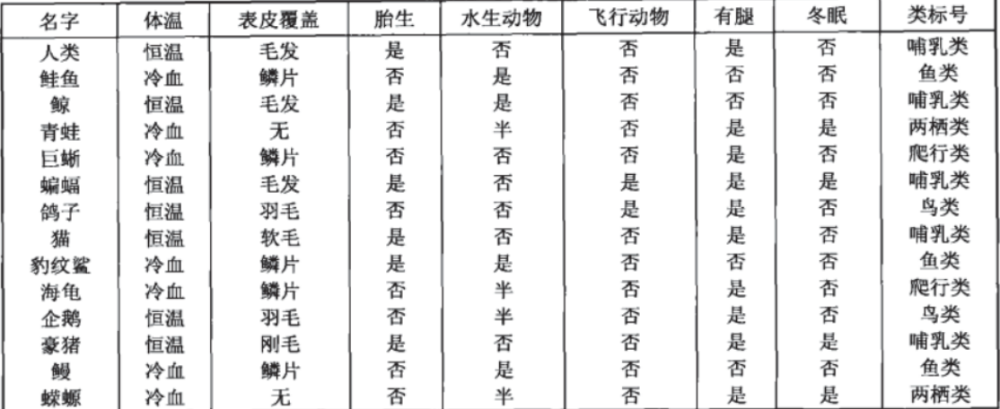 名字 体温 表皮覆盖 胎生 水生动物 飞行动物 有腿 冬眠 类标号
人类 恒温 毛发 是 否 否 是 否 哺乳类
鲑鱼 冷血 鳞片 否 是 否 否 否 鱼类
鲸 恒温 毛发 是 是 否 否 否 哺乳类
青蛙 冷血 无 否 半 否 是 是 两栖类
巨蜥 冷血 鳞片 否 否 否 是 否 爬行类
蝙蝠 恒温 毛发 是 否 是 是 是 哺乳类
鸽子 恒温 羽毛 否 否 是 是 否 鸟类
猫 恒温 软毛 是 否 否 是 否 哺乳类
豹纹鲨 冷血 鳞片 是 是 否 否 否 鱼类
海龟 冷血 鳞片 否 半 否 是 否 爬行类
企鹅 恒温 羽毛 否 半 否 是 否 鸟类
豪猪 恒温 刚毛 是 否 否 是 是 哺乳类
鳗 冷血 鳞片 否 是 否 否 否 鱼类
蝾螈 冷血 无 否 半 否 是 是 两栖类